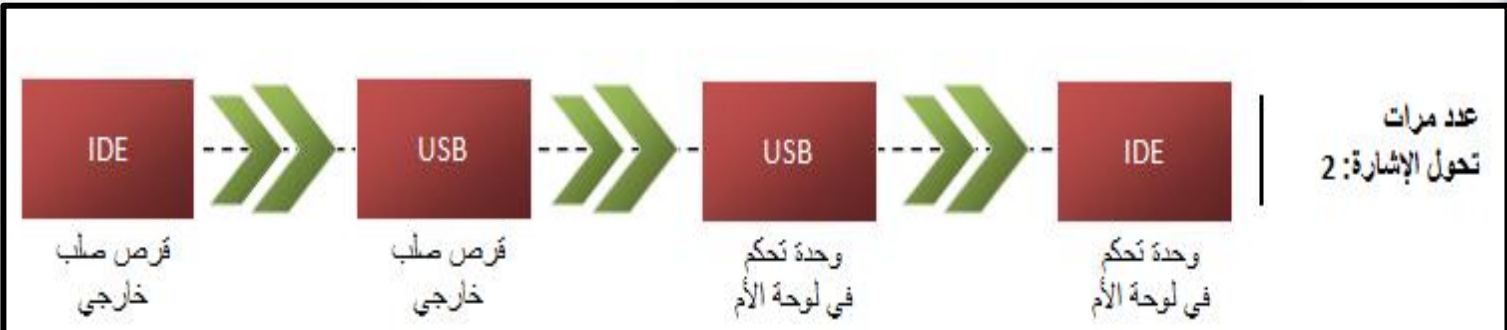 IDE
USB
USB
IDE
عدد مرات
تحول الإشارة: 2
قرص صلب
خارجي
قرص صلب
خارجي
وحدة تحكم
في لوحة الأم
وحدة تحكم
في لوحة الأم